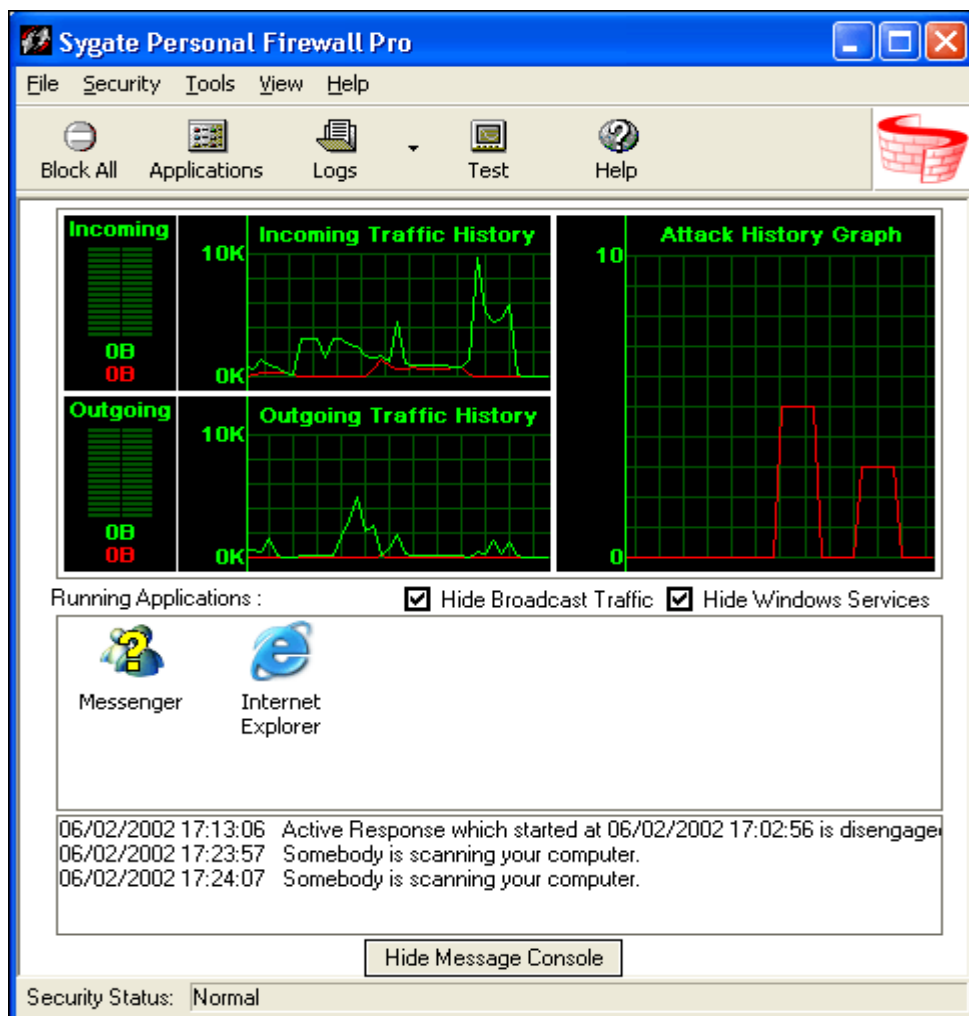 Sygate Personal Firewall Pro
File Security Tools View Help
Block All Applications Logs Test Help
Incoming
0B
0B
10K
Incoming Traffic History
0K
Attack History Graph
10
0
Outgoing
0B
0B
10K
Outgoing Traffic History
0K
Running Applications :
Hide Broadcast Traffic
Hide Windows Services
Messenger
Internet
Explorer
06/02/2002 17:13:06 Active Response which started at 06/02/2002 17:02:56 is disengaged
06/02/2002 17:23:57 Somebody is scanning your computer.
06/02/2002 17:24:07 Somebody is scanning your computer.
Hide Message Console
Security Status: Normal